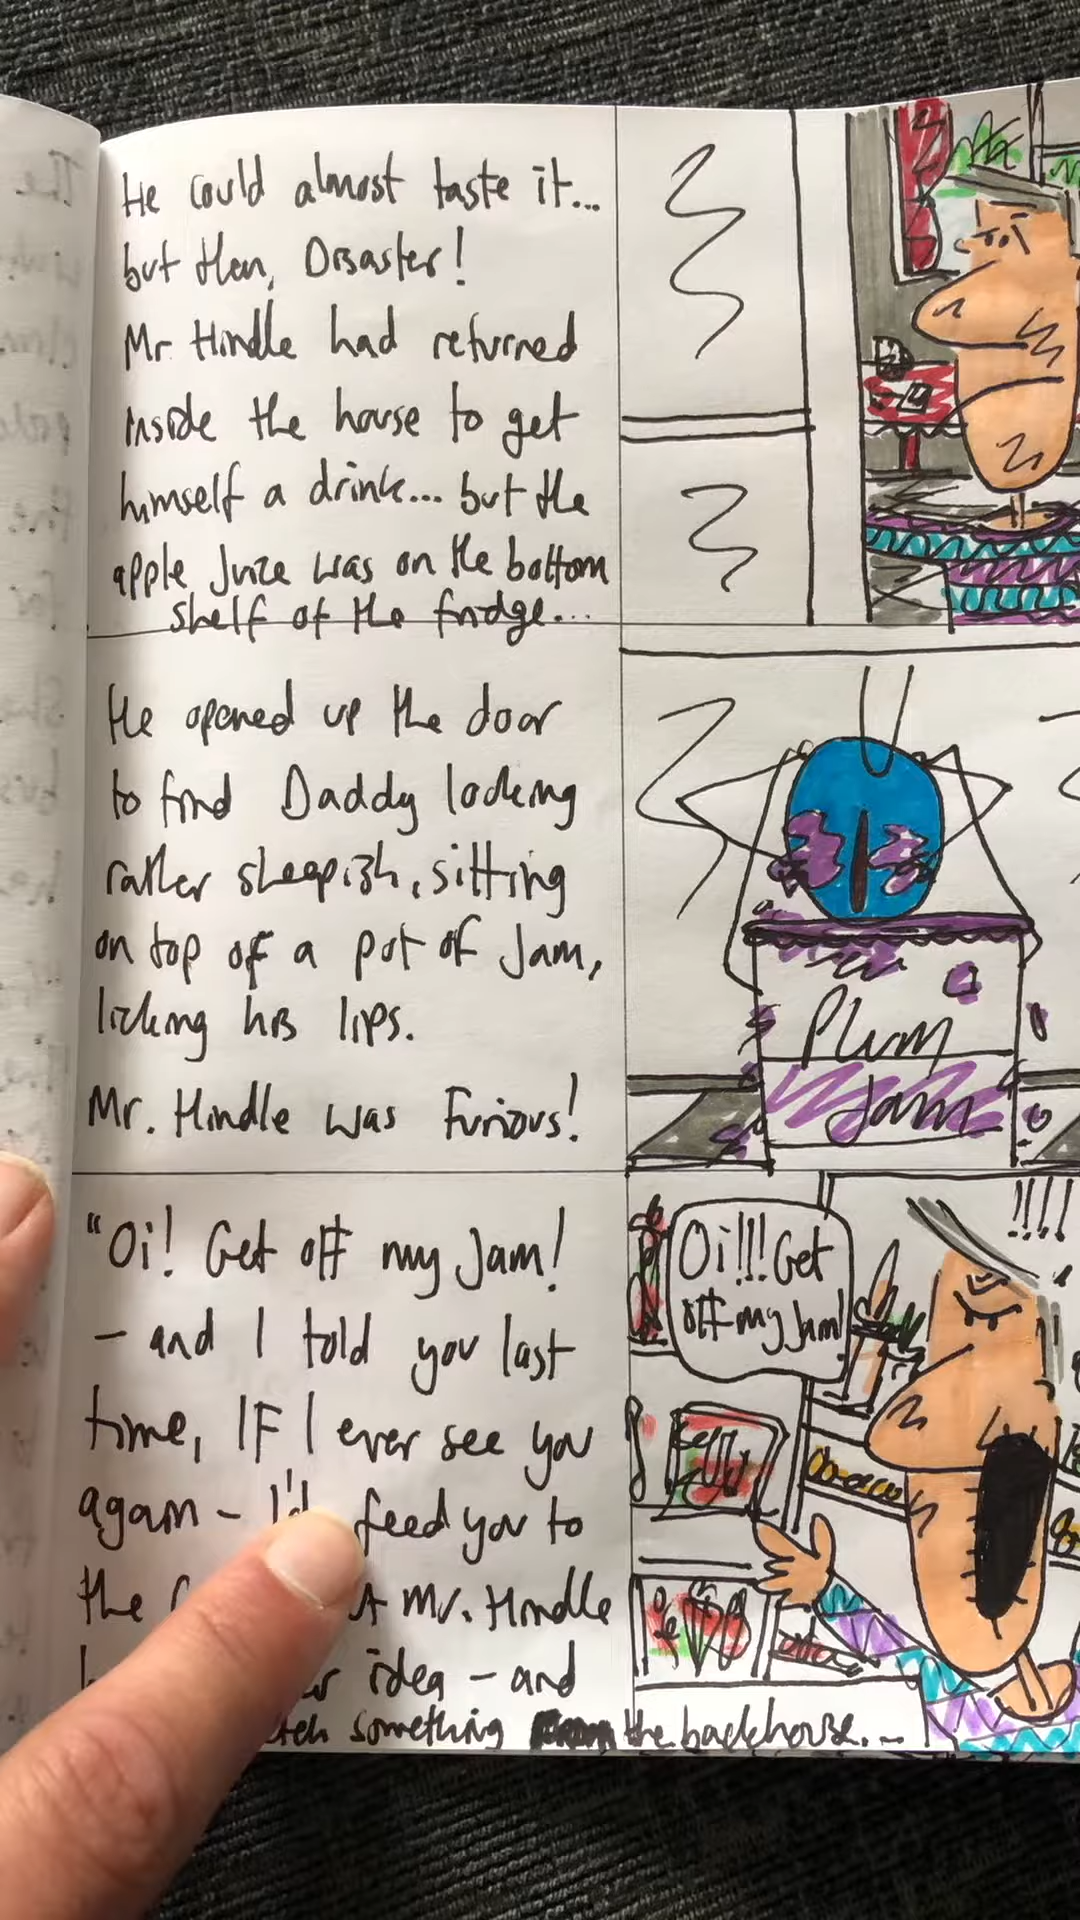 He could almost taste it...
but then, Disaster!
Mr Hindle had returned
inside the house to get
himself a drink... but the
apple Juice was on the bottom
shelf of the fridge...
He opened up the door
to find Daddy looking
rather sheepish, sitting
on top of a pot of Jam,
licking his lips.
Mr. Hindle was Furious!
Plum
Jam
"Oi! Get off my Jam!
- and I told you last
time, IF I ever see you
again - I'd feed you to
the Mr. Hindle
idea - and
something the backhouse...
Oi!!! Get
off my Jam!
!!!!